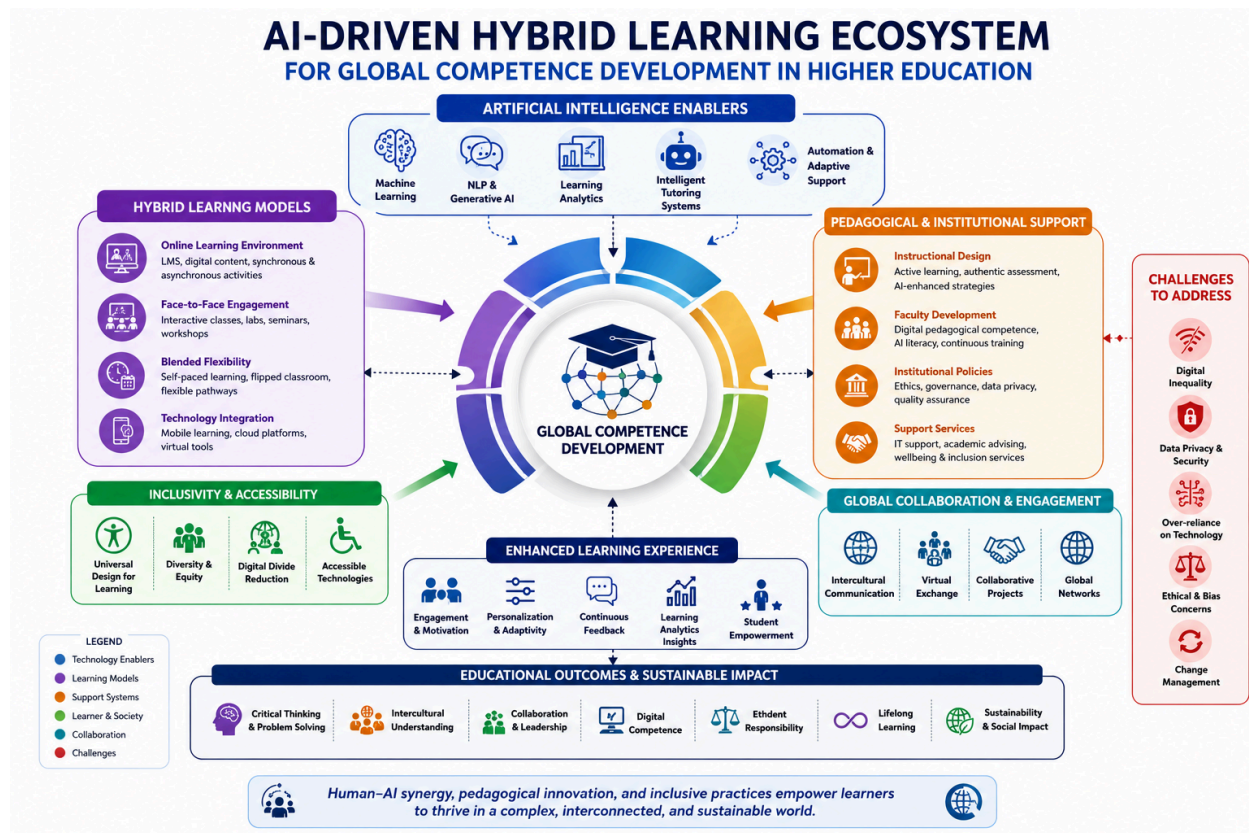 AI-DRIVEN HYBRID LEARNING ECOSYSTEM
FOR GLOBAL COMPETENCE DEVELOPMENT IN HIGHER EDUCATION
ARTIFICIAL INTELLIGENCE ENABLERS
Machine
Learning
NLP &
Generative AI
Learning
Analytics
Intelligent
Tutoring
Systems
Automation &
Adaptive
Support
HYBRID LEARNNG MODELS
Online Learning Environment
LMS, digital content, synchronous &
asynchronous activities
Face-to-Face Engagement
Interactive classes, labs, seminars,
workshops
Blended Flexibility
Self-paced learning, flipped classroom,
flexible pathways
Technology Integration
Mobile learning, cloud platforms,
virtual tools
GLOBAL COMPETENCE
DEVELOPMENT
PEDAGOGICAL & INSTITUTIONAL SUPPORT
Instructional Design
Active learning, authentic assessment,
AI-enhanced strategies
Faculty Development
Digital pedagogical competence,
AI literacy, continuous training
Institutional Policies
Ethics, governance, data privacy,
quality assurance
Support Services
IT support, academic advising,
wellbeing & inclusion services
CHALLENGES
TO ADDRESS
Digital
Inequality
Data Privacy &
Security
Over-reliance
on Technology
Ethical & Bias
Concerns
Change
Management
INCLUSIVITY & ACCESSIBILITY
Universal
Design for
Learning
Diversity &
Equity
Digital Divide
Reduction
Accessible
Technologies
ENHANCED LEARNING EXPERIENCE
Engagement
& Motivation
Personalization
& Adaptivity
Continuous
Feedback
Learning
Analytics
Insights
Student
Empowerment
GLOBAL COLLABORATION & ENGAGEMENT
Intercultural
Communication
Virtual
Exchange
Collaborative
Projects
Global
Networks
LEGEND
Technology Enablers
Learning Models
Support Systems
Learner & Society
Collaboration
Challenges
EDUCATIONAL OUTCOMES & SUSTAINABLE IMPACT
Critical Thinking
& Problem Solving
Intercultural
Understanding
Collaboration
& Leadership
Digital
Competence
Ethdent
Responsibility
Lifelong
Learning
Sustainability
& Social Impact
Human–AI synergy, pedagogical innovation, and inclusive practices empower learners
to thrive in a complex, interconnected, and sustainable world.